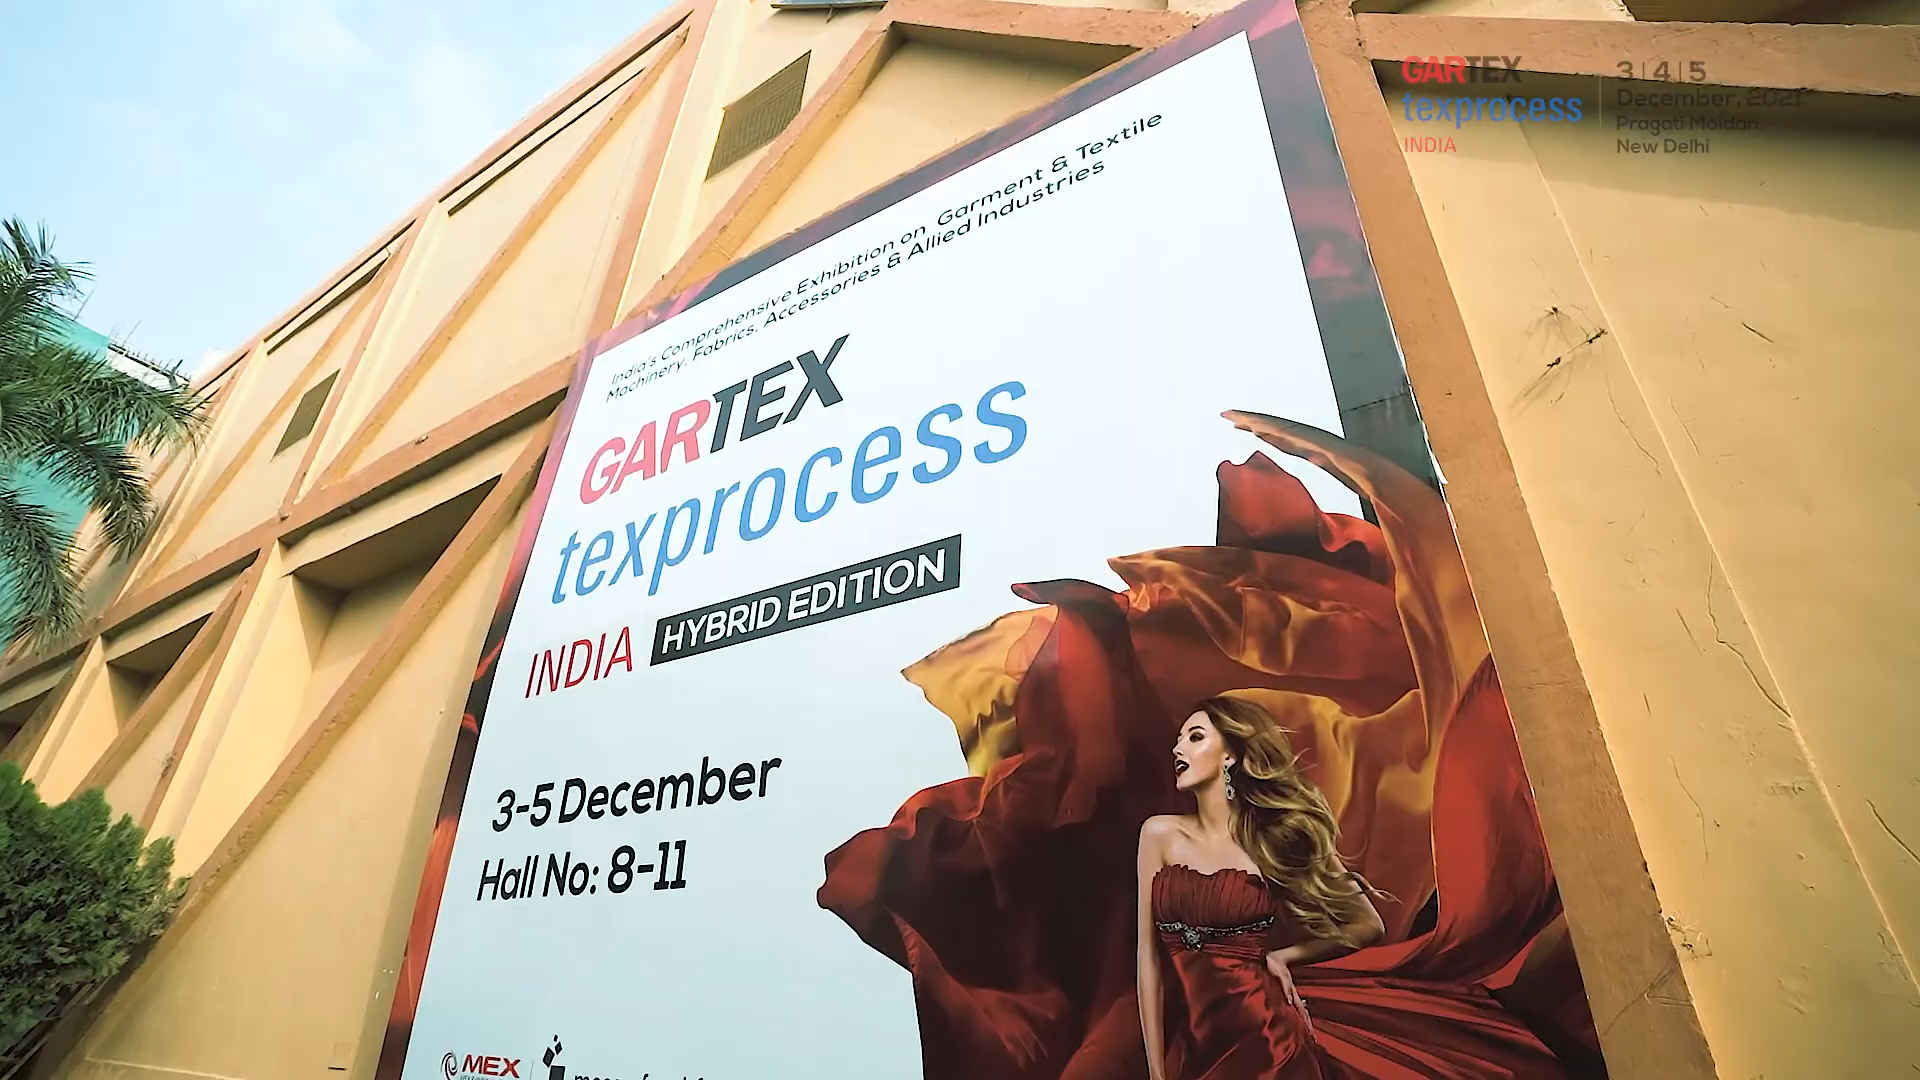 India's Comprehensive Exhibition on Garment & Textile
Machinery, Fabrics, Accessories & Allied Industries
GARTEX
texprocess
INDIA HYBRID EDITION
3-5 December
Hall No: 8-11
MEX
GARTEX
texprocess
INDIA
3|4|5
December, 2021
Pragati Maidan,
New Delhi